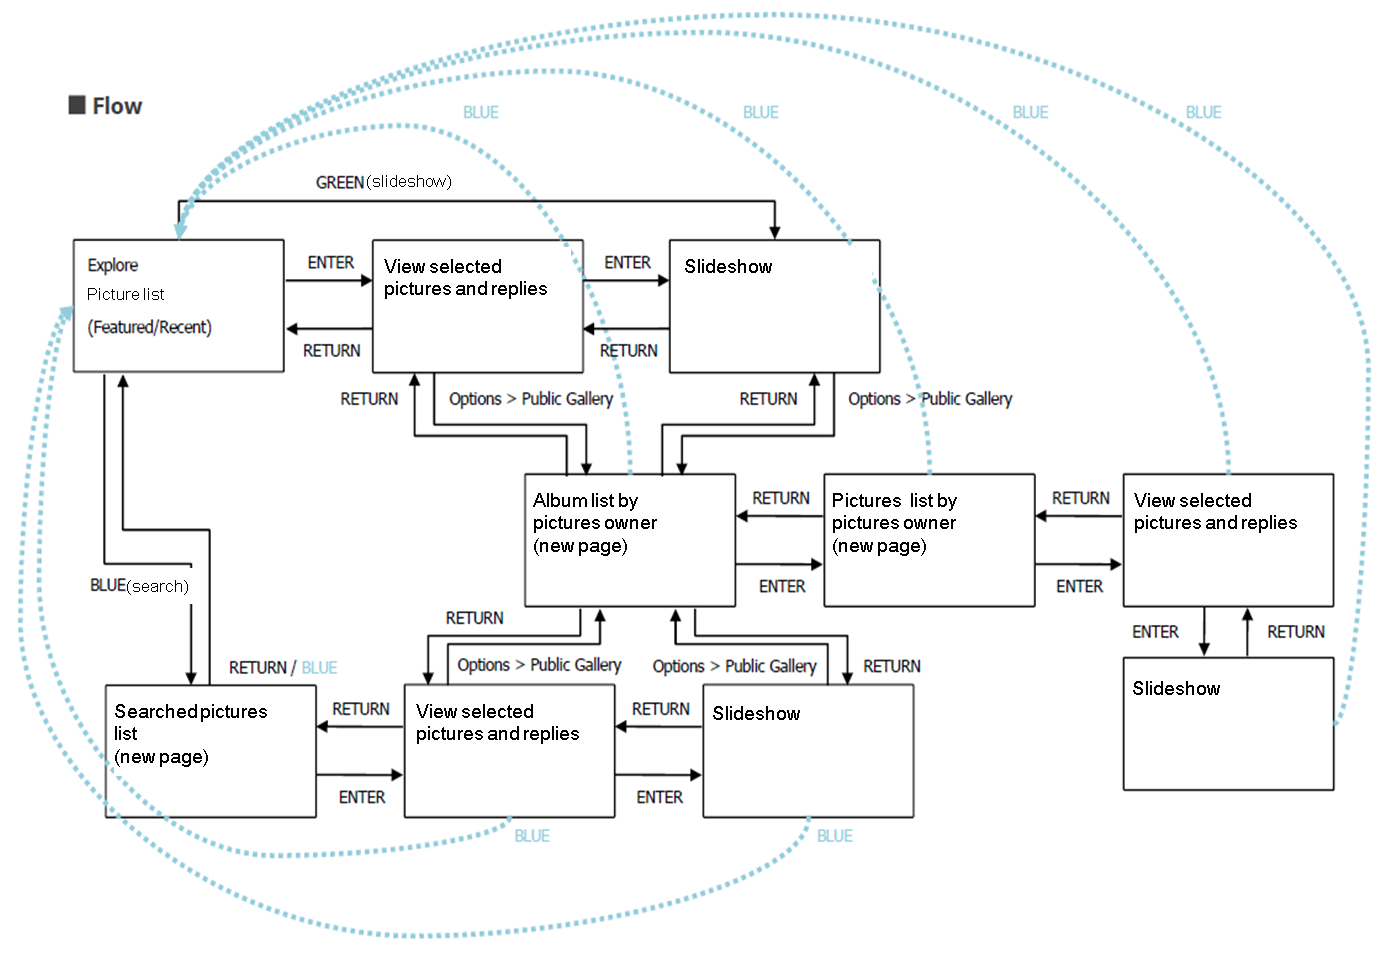 ■ Flow
BLUE
BLUE
BLUE
BLUE
GREEN(slideshow)
Explore
Picture list
(Featured/Recent)
ENTER
RETURN
View selected
pictures and replies
ENTER
RETURN
Slideshow
RETURN
Options > Public Gallery
RETURN
Options > Public Gallery
Album list by
pictures owner
(new page)
RETURN
ENTER
Pictures list by
pictures owner
(new page)
RETURN
ENTER
View selected
pictures and replies
BLUE(search)
RETURN
Options > Public Gallery
Options > Public Gallery
RETURN
ENTER
RETURN
RETURN / BLUE
Searched pictures
list
(new page)
RETURN
ENTER
View selected
pictures and replies
RETURN
ENTER
Slideshow
Slideshow
BLUE
BLUE